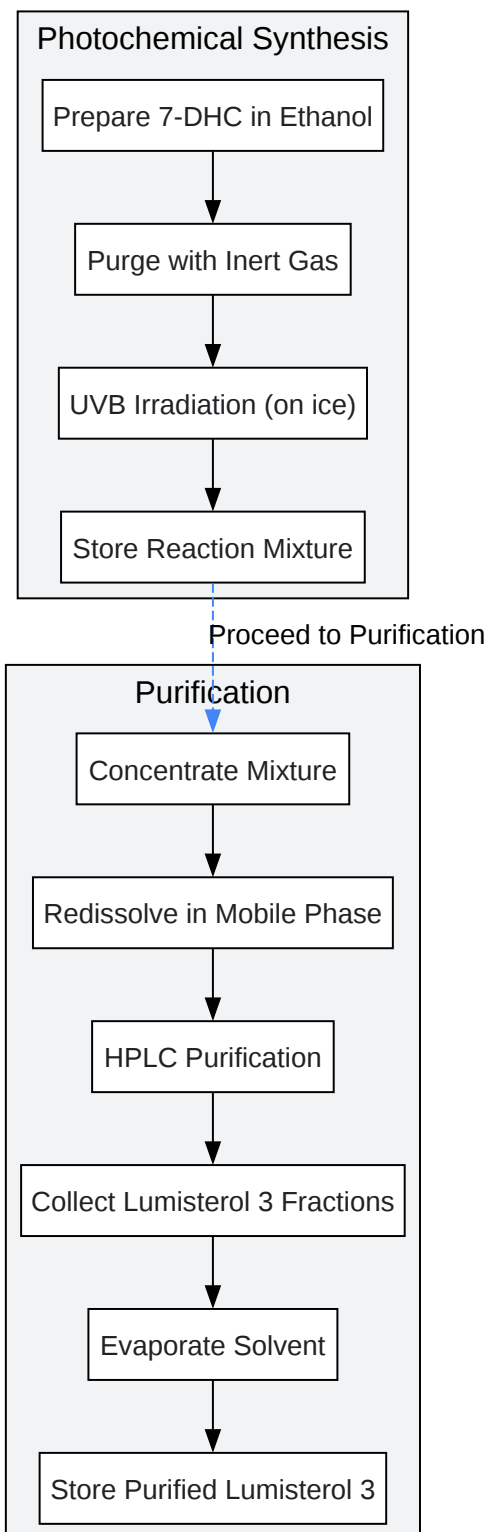 Photochemical Synthesis
Prepare 7-DHC in Ethanol
Purge with Inert Gas
UVB Irradiation (on ice)
Store Reaction Mixture
Proceed to Purification
Purification
Concentrate Mixture
Redissolve in Mobile Phase
HPLC Purification
Collect Lumisterol 3 Fractions
Evaporate Solvent
Store Purified Lumisterol 3